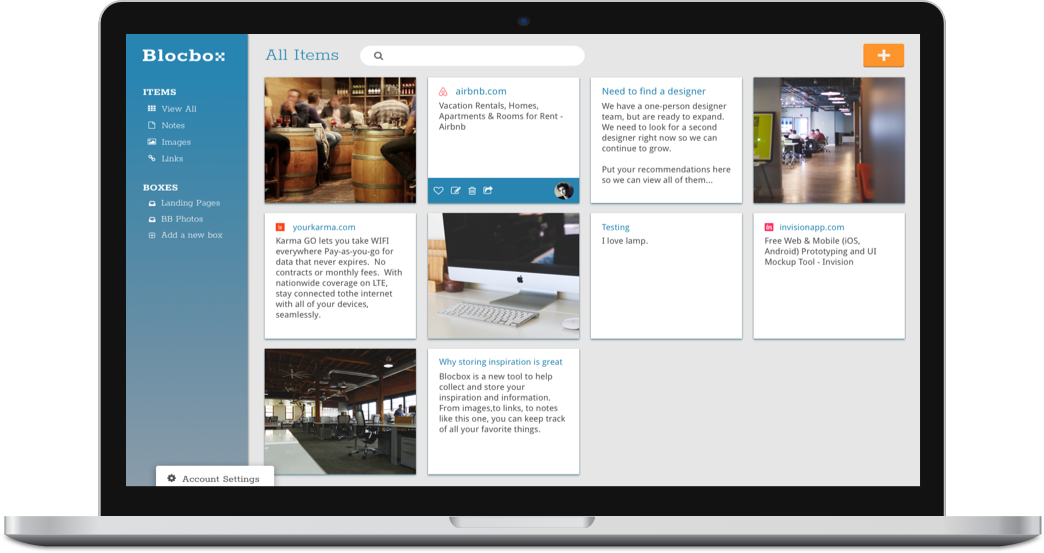 Blocbox
ITEMS
View All
Notes
Images
Links
BOXES
Landing Pages
BB Photos
Add a new box
Account Settings
All Items
airbnb.com
Vacation Rentals, Homes,
Apartments & Rooms for Rent -
Airbnb
Need to find a designer
We have a one-person designer
team, but are ready to expand.
We need to look for a second
designer right now so we can
continue to grow.
Put your recommendations here
so we can view all of them...
yourkarma.com
Karma GO lets you take WIFI
everywhere Pay-as-you-go for
data that never expires. No
contracts or monthly fees. With
nationwide coverage on LTE,
stay connected tothe internet
with all of your devices,
seamlessly.
Testing
I love lamp.
in
invisionapp.com
Free Web & Mobile (iOS,
Android) Prototyping and UI
Mockup Tool - Invision
Why storing inspiration is great
Blocbox is a new tool to help
collect and store your
inspiration and information.
From images,to links, to notes
like this one, you can keep track
of all your favorite things.